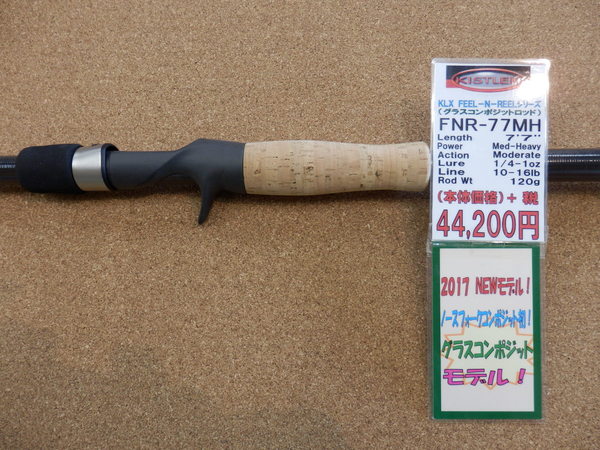 KISTLER
KLX FEEL-N-REELシリーズ
(グラスコンポジットロッド)
FNR-77MH
Length 7'7"
Power Med-Heavy
Action Moderate
Lure 1/4-1oz
Line 10-16lb
Rod Wt 120g
(本体価格)+税
44,200円
2017 NEWモデル!
ノースフォークコンポジット初!
グラスコンポジット
モデル!